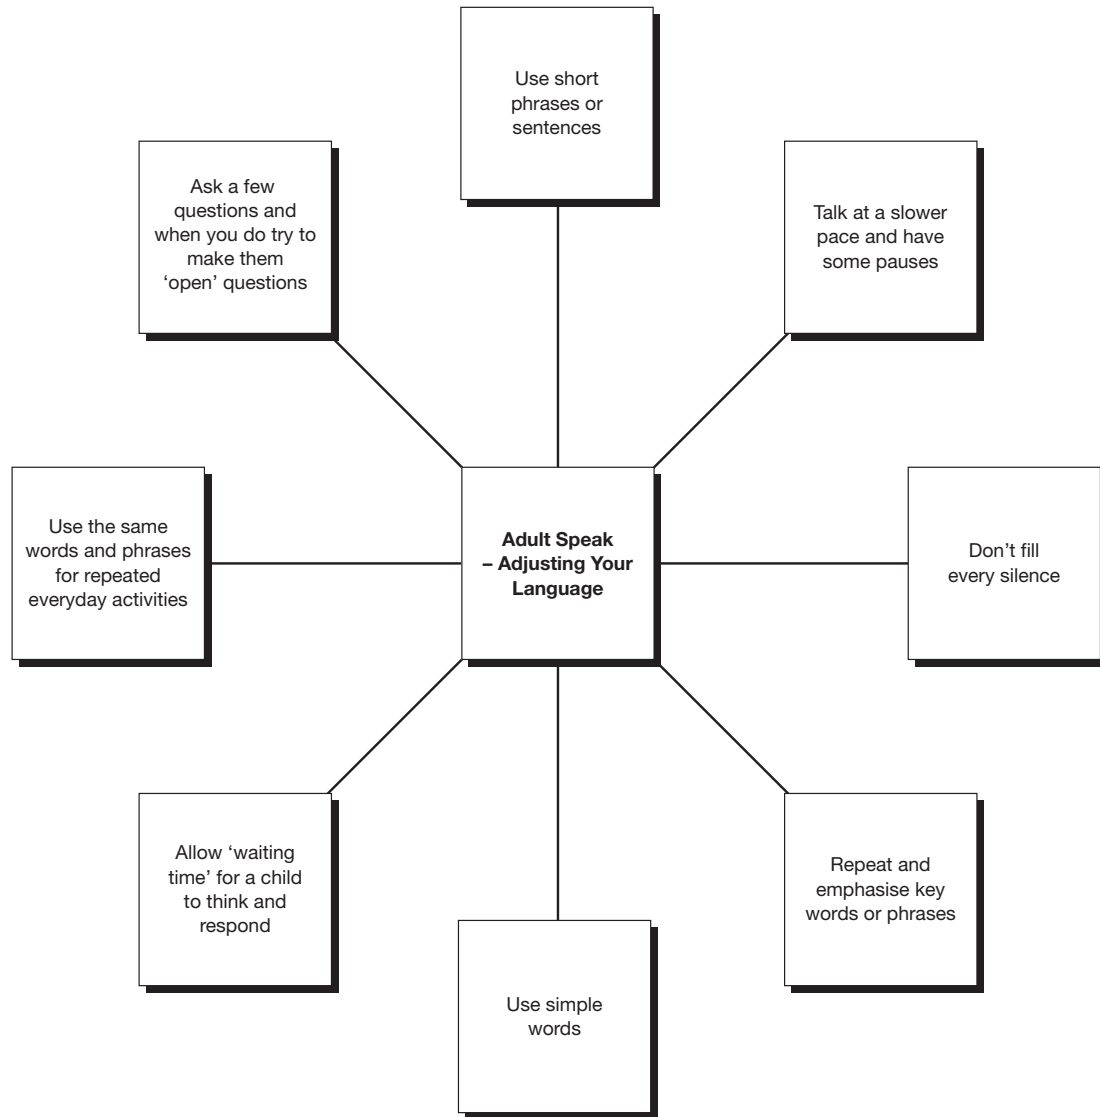 Use short
phrases or
sentences
Ask a few
questions and
when you do try to
make them
‘open’ questions
Talk at a slower
pace and have
some pauses
Use the same
words and phrases
for repeated
everyday activities
Adult Speak
– Adjusting Your
Language
Don’t fill
every silence
Allow ‘waiting
time’ for a child
to think and
respond
Repeat and
emphasise key
words or phrases
Use simple
words